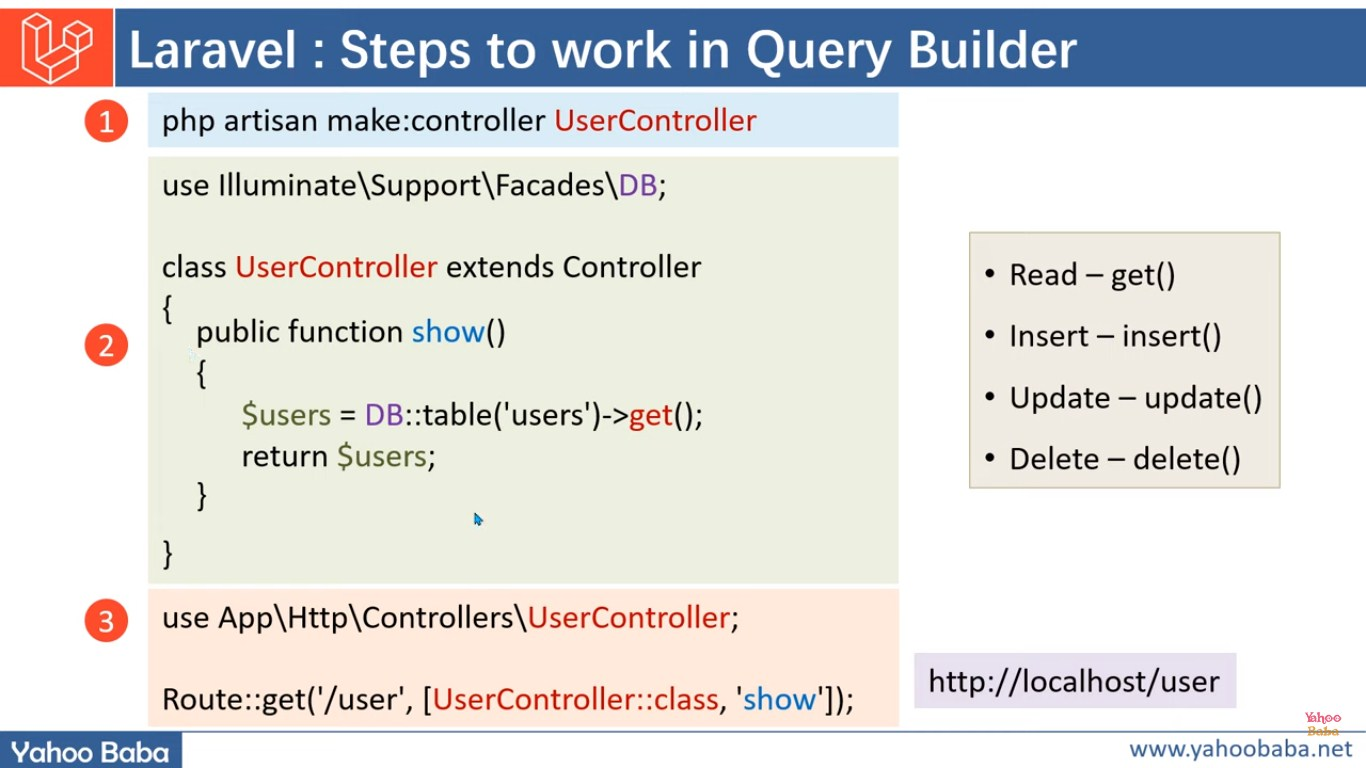 Laravel : Steps to work in Query Builder
1
php artisan make:controller UserController
2
use Illuminate\Support\Facades\DB;
class UserController extends Controller
{
public function show()
{
$users = DB::table('users')->get();
return $users;
}
}
• Read – get()
• Insert – insert()
• Update – update()
• Delete – delete()
3
use App\Http\Controllers\UserController;
Route::get('/user', [UserController::class, 'show']);
http://localhost/user
Yahoo
Baba
Yahoo Baba
www.yahoobaba.net